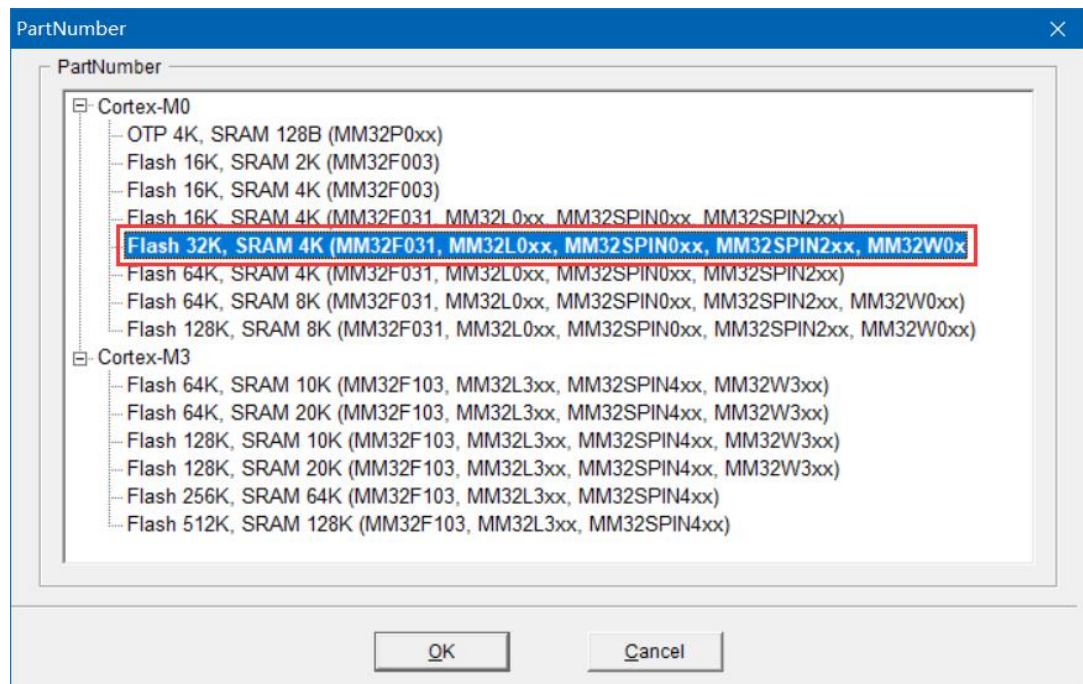 PartNumber
PartNumber
Cortex-M0
OTP 4K, SRAM 128B (MM32P0xx)
Flash 16K, SRAM 2K (MM32F003)
Flash 16K, SRAM 4K (MM32F003)
Flash 16K, SRAM 4K (MM32F031, MM32L0xx, MM32SPIN0xx, MM32SPIN2xx)
Flash 32K, SRAM 4K (MM32F031, MM32L0xx, MM32SPIN0xx, MM32SPIN2xx, MM32W0x
Flash 64K, SRAM 4K (MM32F031, MM32L0xx, MM32SPIN0xx, MM32SPIN2xx)
Flash 64K, SRAM 8K (MM32F031, MM32L0xx, MM32SPIN0xx, MM32SPIN2xx, MM32W0xx)
Flash 128K, SRAM 8K (MM32F031, MM32L0xx, MM32SPIN0xx, MM32SPIN2xx, MM32W0xx)
Cortex-M3
Flash 64K, SRAM 10K (MM32F103, MM32L3xx, MM32SPIN4xx, MM32W3xx)
Flash 64K, SRAM 20K (MM32F103, MM32L3xx, MM32SPIN4xx, MM32W3xx)
Flash 128K, SRAM 10K (MM32F103, MM32L3xx, MM32SPIN4xx, MM32W3xx)
Flash 128K, SRAM 20K (MM32F103, MM32L3xx, MM32SPIN4xx, MM32W3xx)
Flash 256K, SRAM 64K (MM32F103, MM32L3xx, MM32SPIN4xx)
Flash 512K, SRAM 128K (MM32F103, MM32L3xx, MM32SPIN4xx)
OK Cancel